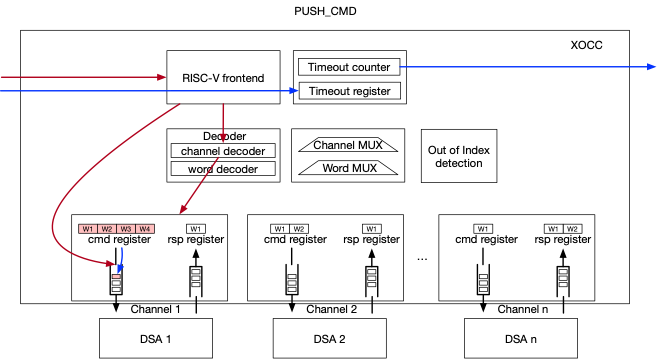 PUSH_CMD
XOCC
RISC-V frontend
Timeout counter
Timeout register
Decoder
channel decoder
word decoder
Channel MUX
Word MUX
Out of Index
detection
W1 W2 W3 W4
cmd register
W1
rsp register
W1 W2
cmd register
W1
rsp register
...
W1
cmd register
W1 W2
rsp register
Channel 1
Channel 2
Channel n
DSA 1
DSA 2
DSA n